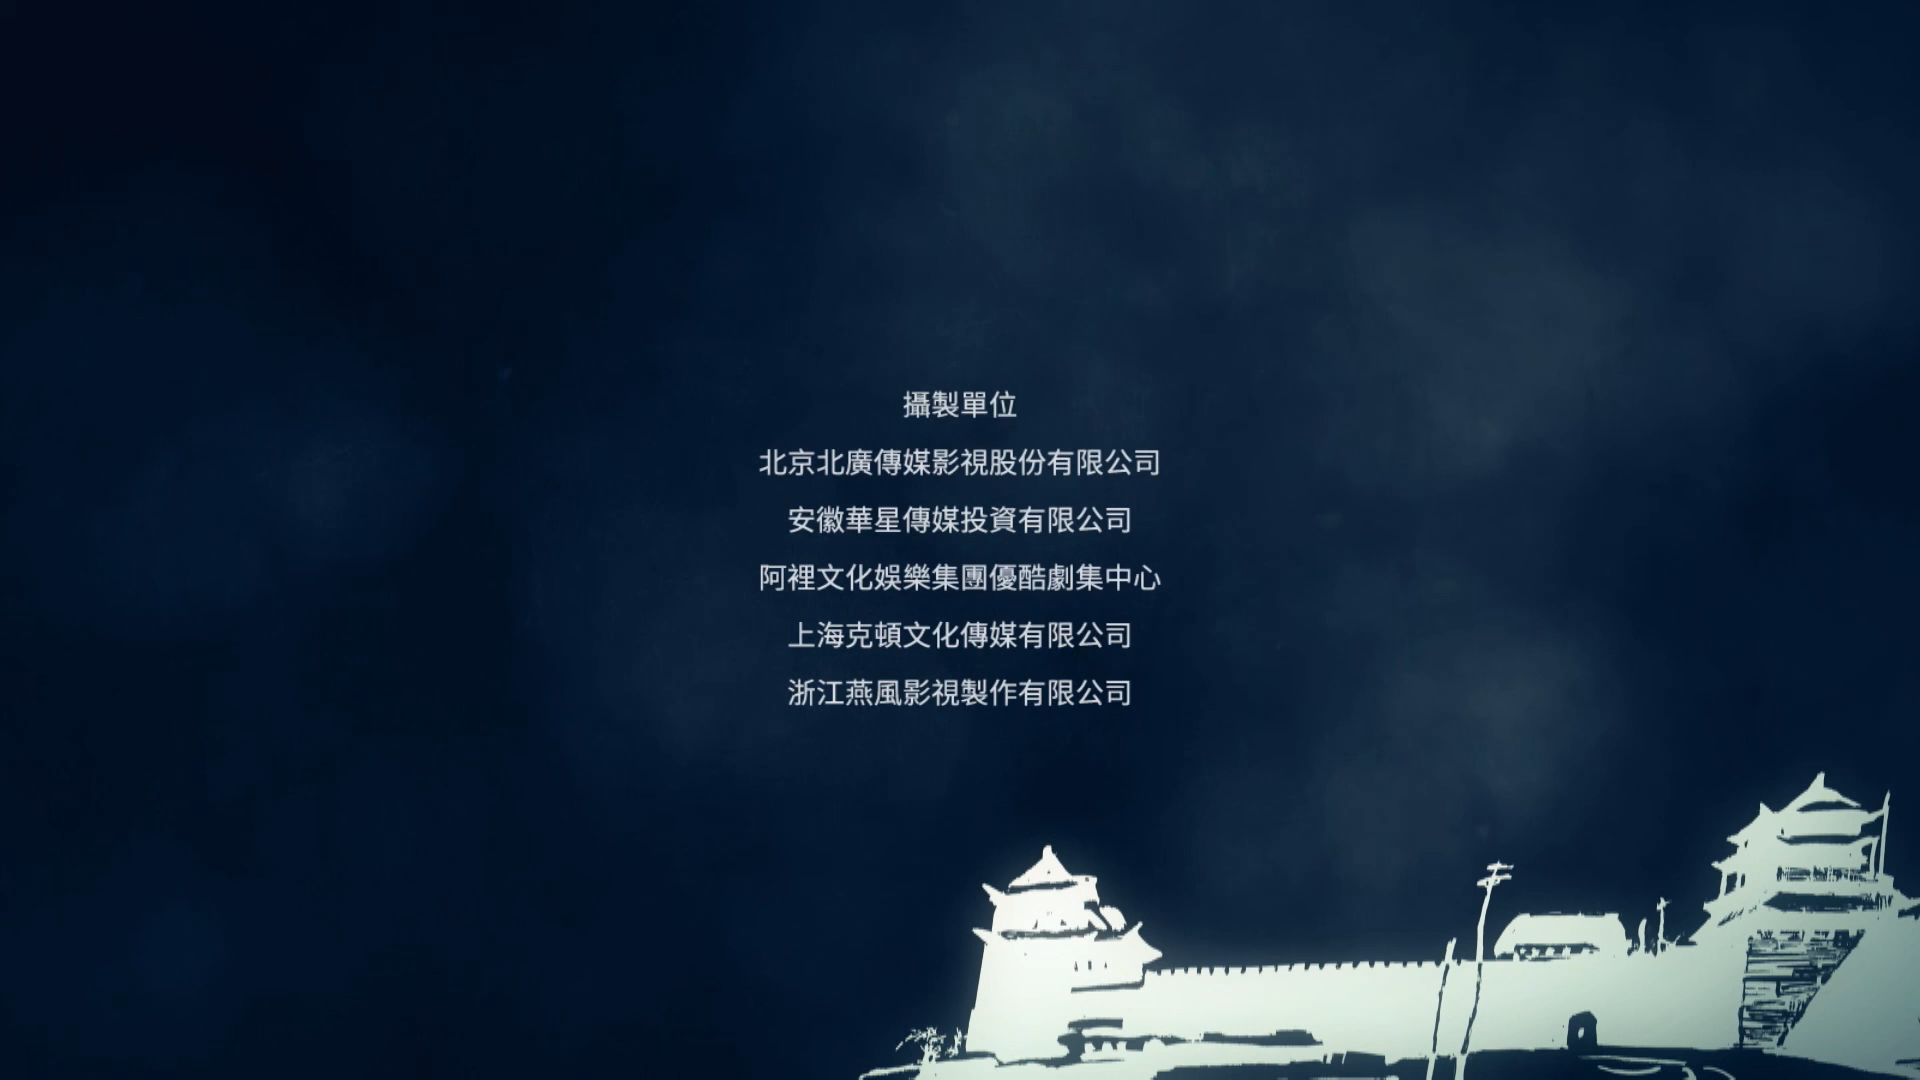 攝製單位
北京北廣傳媒影視股份有限公司
安徽華星傳媒投資有限公司
阿裡文化娛樂集團優酷劇集中心
上海克頓文化傳媒有限公司
浙江燕風影視製作有限公司